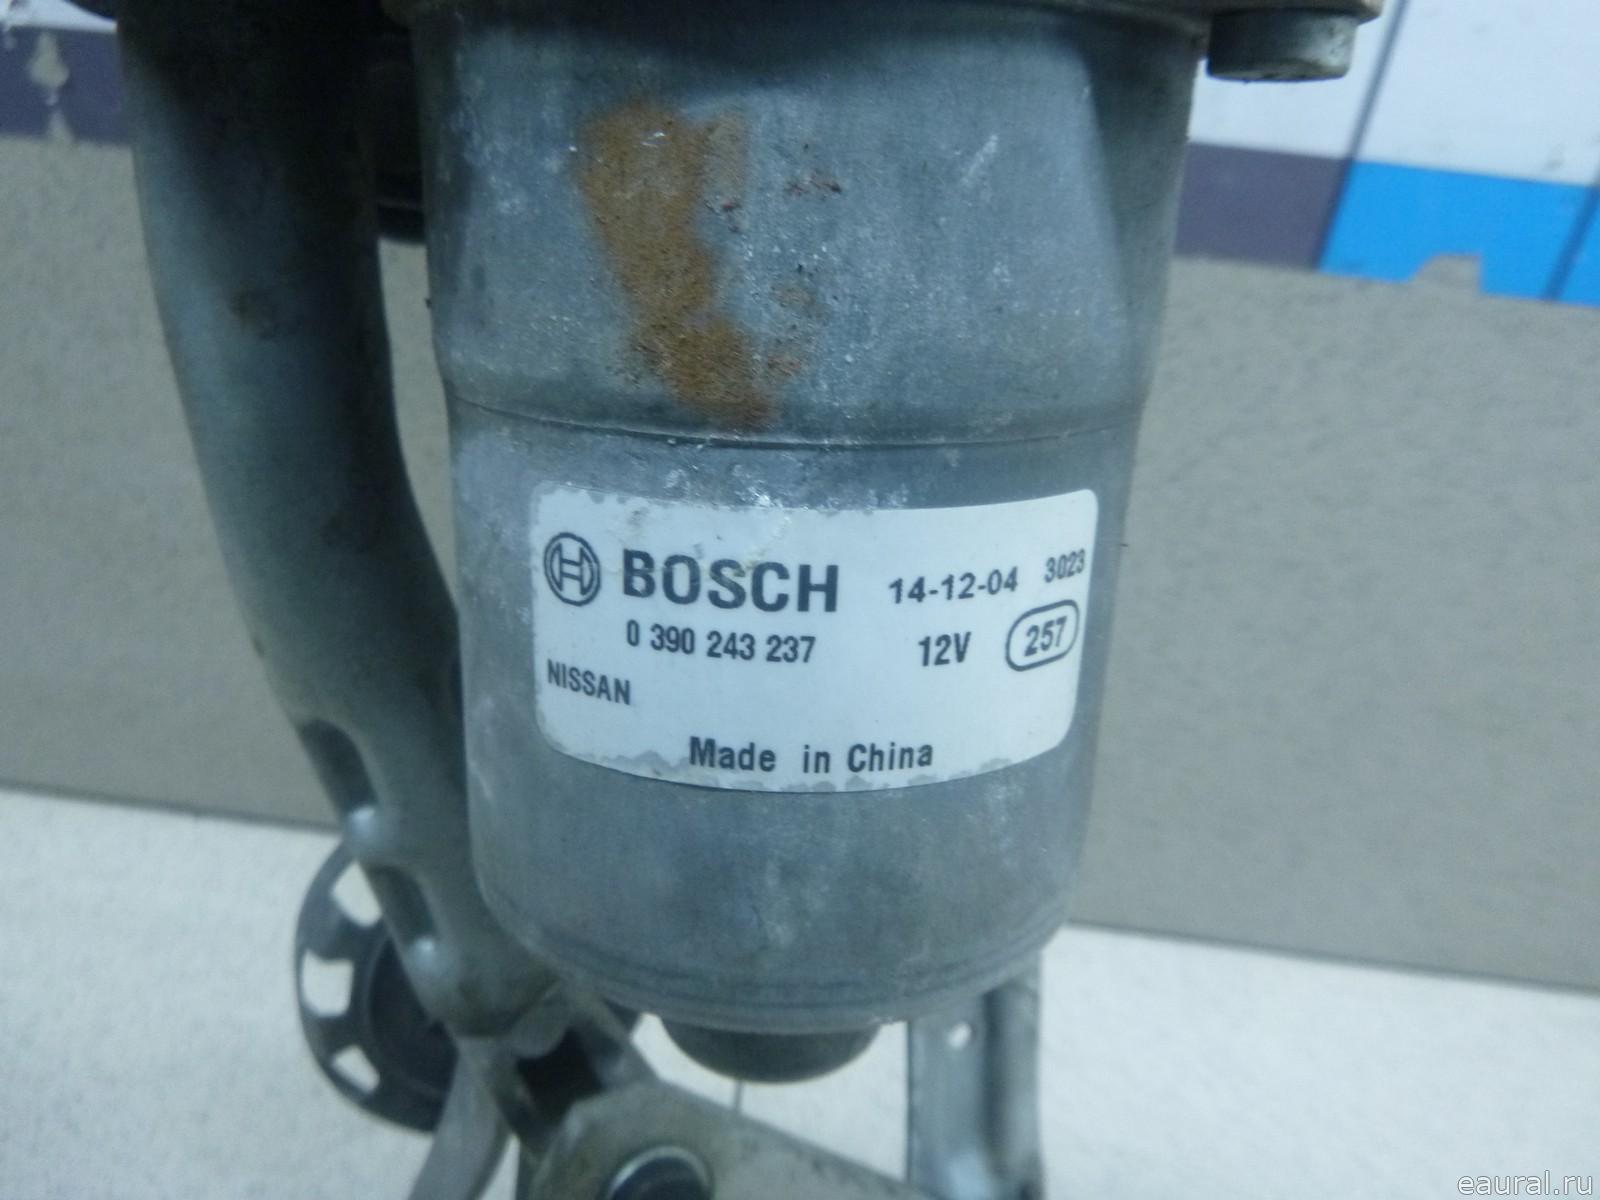 BOSCH 14-12-04 3023
0 390 243 237 12V 257
NISSAN
Made in China
eaural.ru